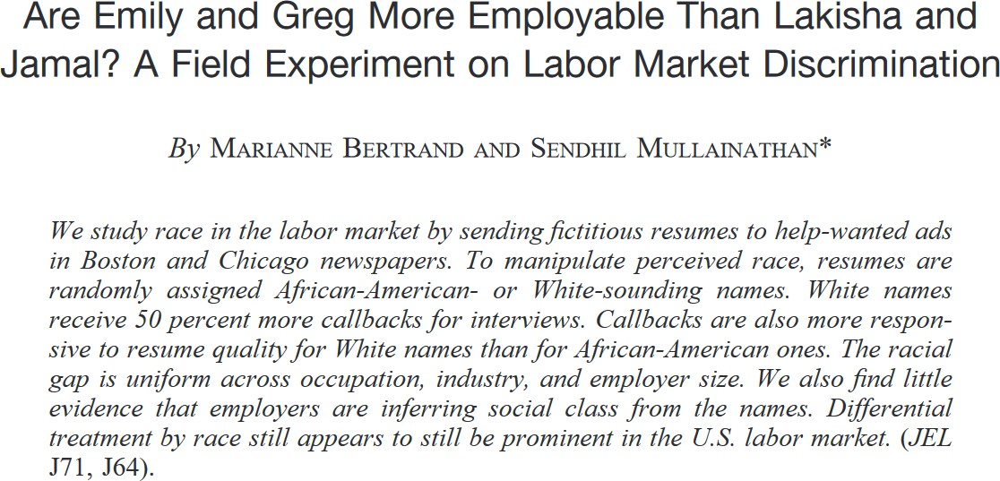 Are Emily and Greg More Employable Than Lakisha and
Jamal? A Field Experiment on Labor Market Discrimination
By MARIANNE BERTRAND AND SENDHIL MULLAINATHAN*
We study race in the labor market by sending fictitious resumes to help-wanted ads
in Boston and Chicago newspapers. To manipulate perceived race, resumes are
randomly assigned African-American- or White-sounding names. White names
receive 50 percent more callbacks for interviews. Callbacks are also more respon-
sive to resume quality for White names than for African-American ones. The racial
gap is uniform across occupation, industry, and employer size. We also find little
evidence that employers are inferring social class from the names. Differential
treatment by race still appears to still be prominent in the U.S. labor market. (JEL
J71, J64).